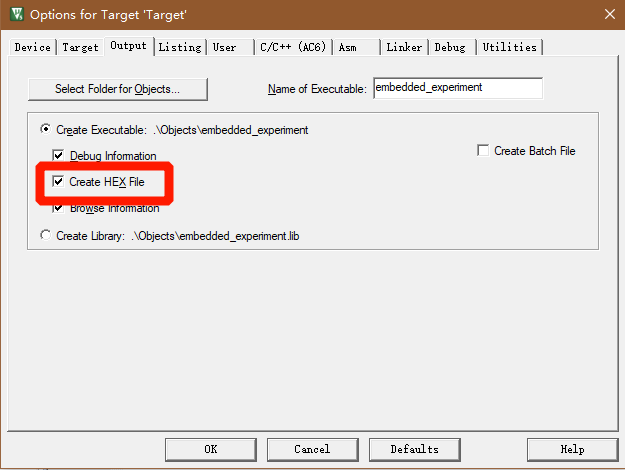 Options for Target 'Target'
Device Target Output Listing User C/C++ (AC6) Asm Linker Debug Utilities
Select Folder for Objects... Name of Executable: embedded_experiment
Create Executable: .\Objects\embedded_experiment
Debug Information Create Batch File
Create HEX File
Browse Information
Create Library: .\Objects\embedded_experiment.lib
OK Cancel Defaults Help